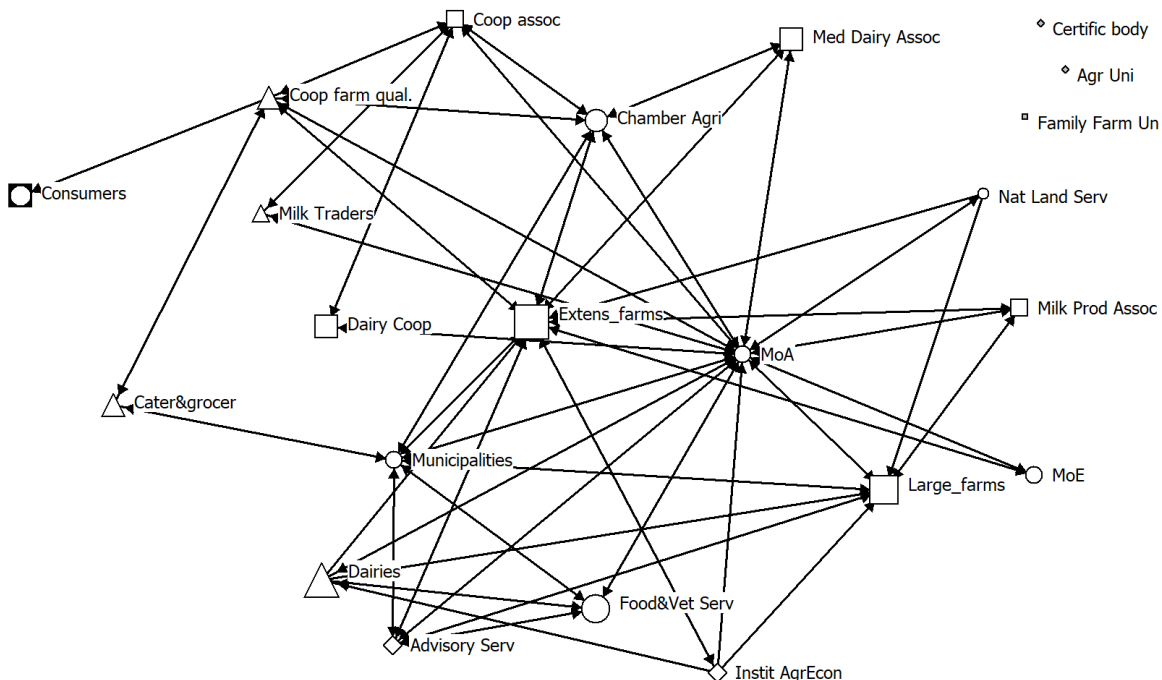 Coop assoc
Certific body
Med Dairy Assoc
Agr Uni
Coop farm qual.
Chamber Agri
Family Farm Un
Consumers
Nat Land Serv
Milk Traders
Milk Prod Assoc
Extens_farms
Dairy Coop
MoA
Cater&grocer
Municipalities
Large_farms
MoE
Dairies
Food&Vet Serv
Advisory Serv
Instit AgrEcon